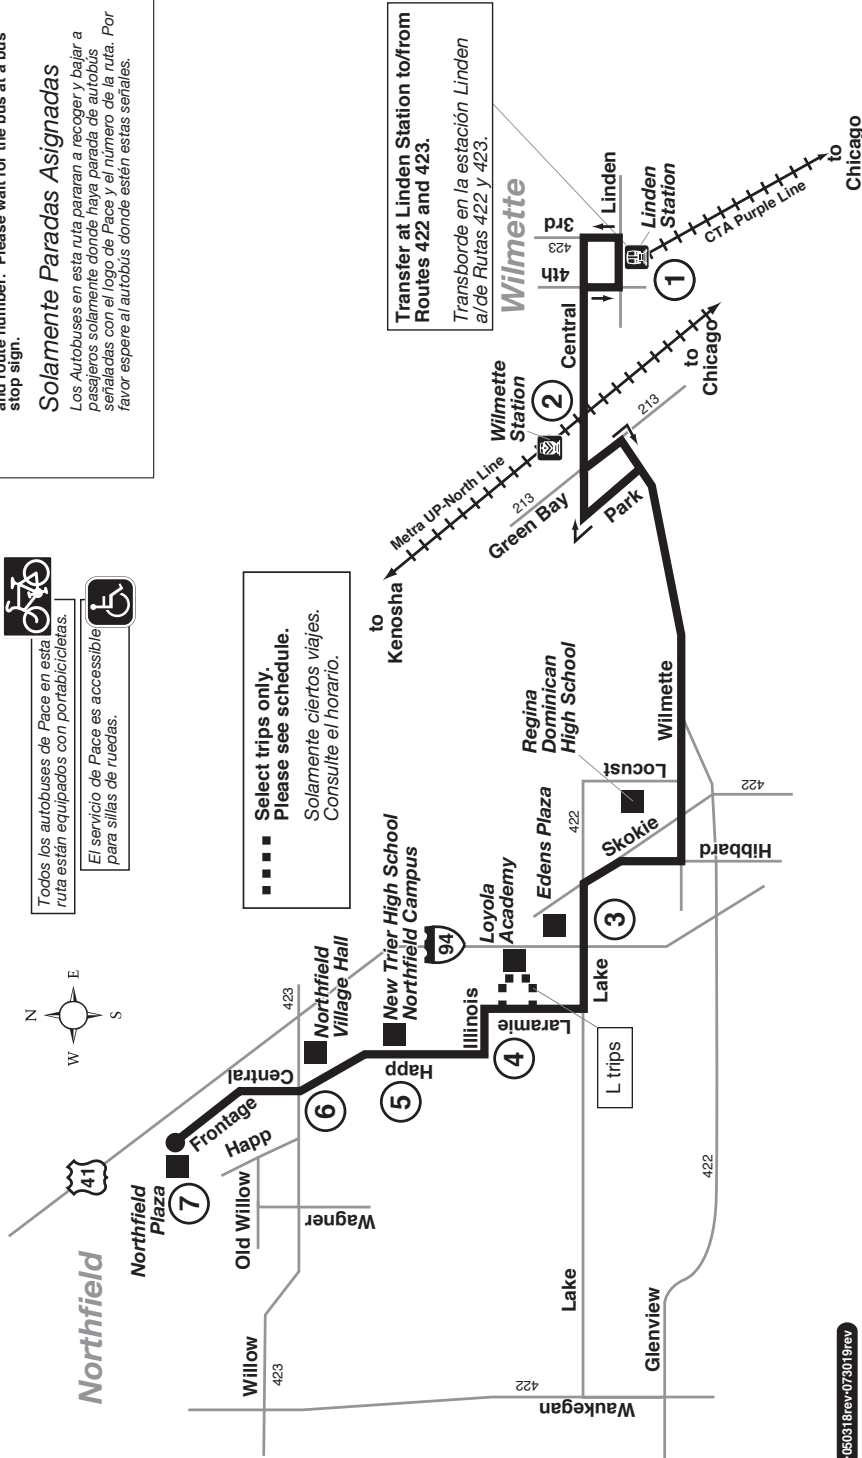 and route number. Please wait for the bus at a bus
stop sign.
Solamente Paradas Asignadas
Los Autobuses en esta ruta pararan a recoger y bajar a
pasajeros solamente donde haya parada de autobús
señaladas con el logo de Pace y el número de la ruta. Por
favor espere al autobús donde estén estas señales.
Todos los autobuses de Pace en esta
ruta están equipados con portabicicletas.
El servicio de Pace es accessible
para sillas de ruedas.
N
E
S
W
Select trips only.
Please see schedule.
Solamente ciertos viajes.
Consulte el horario.
Transfer at Linden Station to/from
Routes 422 and 423.
Transborde en la estación Linden
a/de Rutas 422 y 423.
Northfield
41
Northfield
Plaza
7
Frontage
Central
Happ
Old Willow
Wagner
Willow
423
423
Northfield
Village Hall
6
New Trier High School
Northfield Campus
5
Happ
94
Illinois
4
Loyola
Academy
Laramie
L trips
Edens Plaza
Lake
3
Lake
Waukegan
422
Glenview
422
Regina
Dominican
High School
422
Locust
Skokie
Hibbard
422
Wilmette
to
Kenosha
Metra UP-North Line
Wilmette
Station
2
213
Green Bay
Park
213
to
Chicago
Central
Wilmette
4th
423
3rd
Linden
Linden
Station
1
CTA Purple Line
to
Chicago
050318rev·073019rev